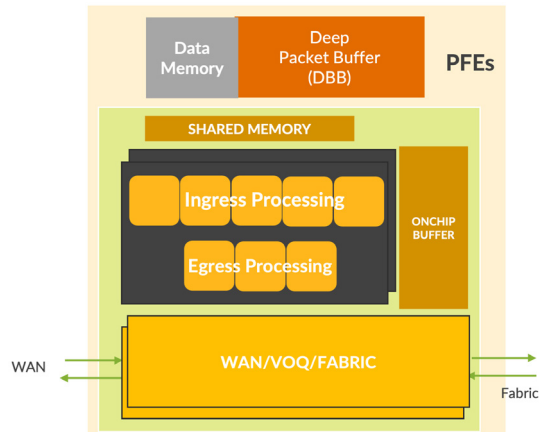 Data
Memory
Deep
Packet Buffer
(DBB)
PFEs
SHARED MEMORY
Ingress Processing
ONCHIP
BUFFER
Egress Processing
WAN
WAN/VOQ/FABRIC
Fabric